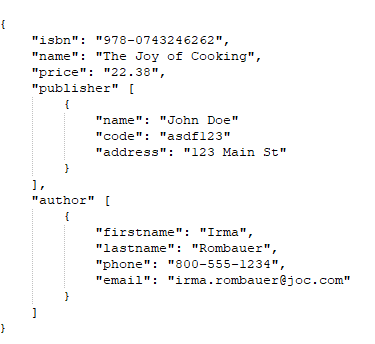 {
"isbn": "978-0743246262",
"name": "The Joy of Cooking",
"price": "22.38",
"publisher" [
{
"name": "John Doe"
"code": "asdf123"
"address": "123 Main St"
}
],
"author" [
{
"firstname": "Irma",
"lastname": "Rombauer",
"phone": "800-555-1234",
"email": "irma.rombauer@joc.com"
}
]
}